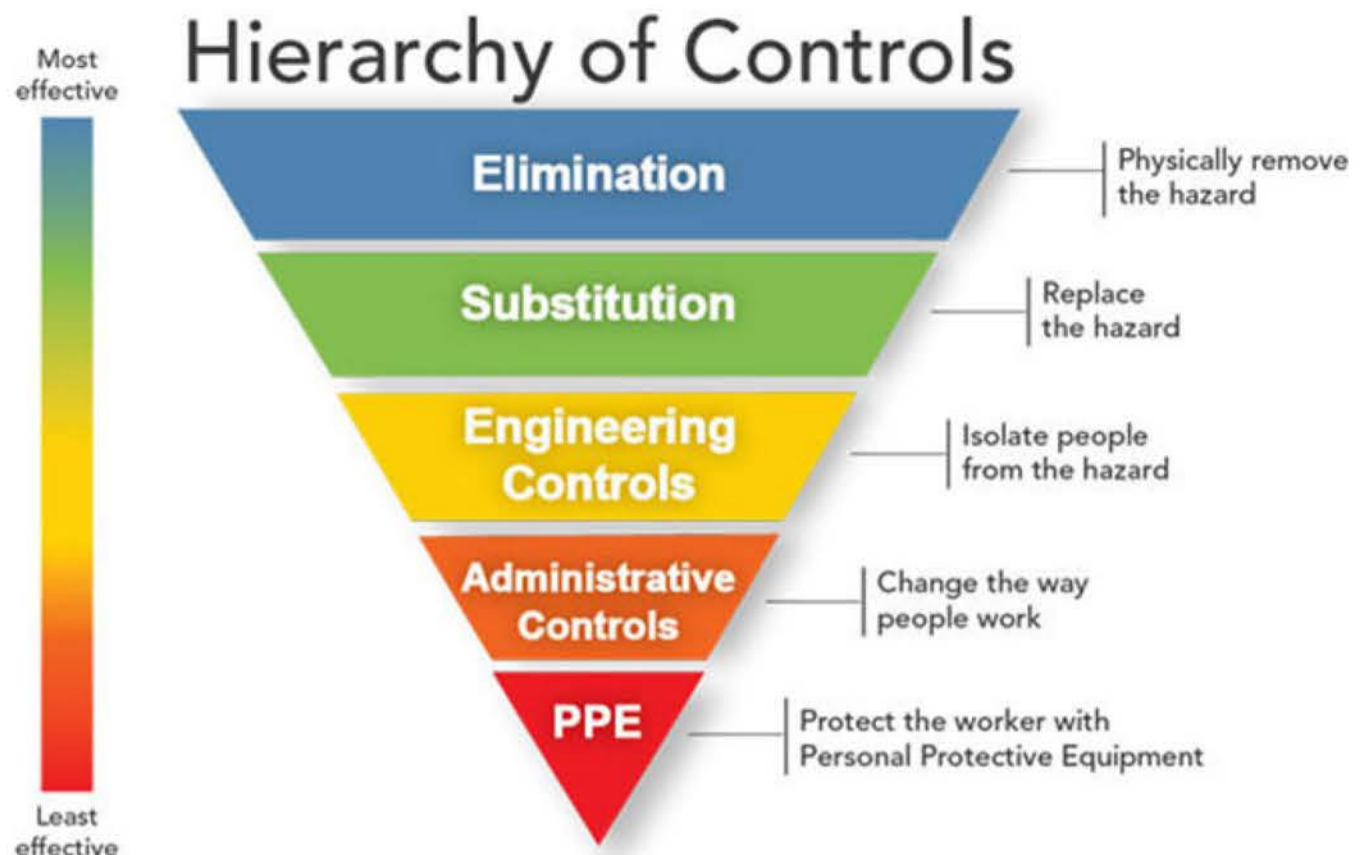 Hierarchy of Controls
Most
effective
Elimination
Physically remove
the hazard
Substitution
Replace
the hazard
Engineering
Controls
Isolate people
from the hazard
Administrative
Controls
Change the way
people work
PPE
Protect the worker with
Personal Protective Equipment
Least
effective